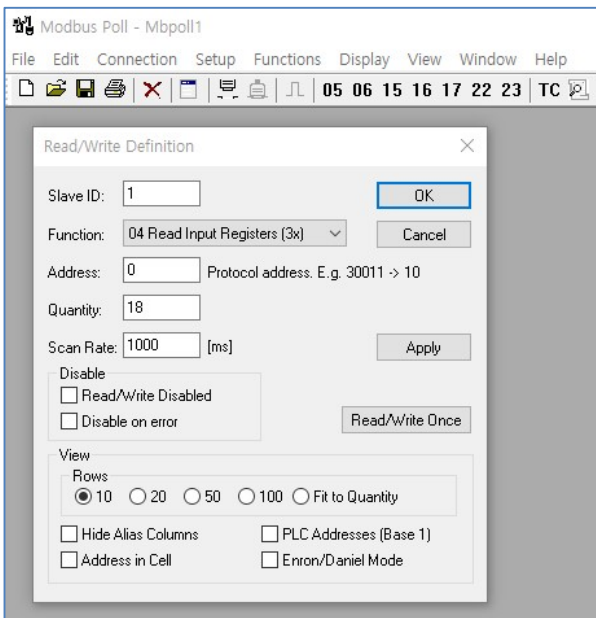 Modbus Poll - Mbpoll1
File Edit Connection Setup Functions Display View Window Help
05 06 15 16 17 22 23 TC
Read/Write Definition
Slave ID: 1 OK
Function: 04 Read Input Registers (3x) Cancel
Address: 0 Protocol address. E.g. 30011 -> 10
Quantity: 18
Scan Rate: 1000 [ms] Apply
Disable
Read/Write Disabled
Disable on error Read/Write Once
View
Rows
10 20 50 100 Fit to Quantity
Hide Alias Columns PLC Addresses (Base 1)
Address in Cell Enron/Daniel Mode